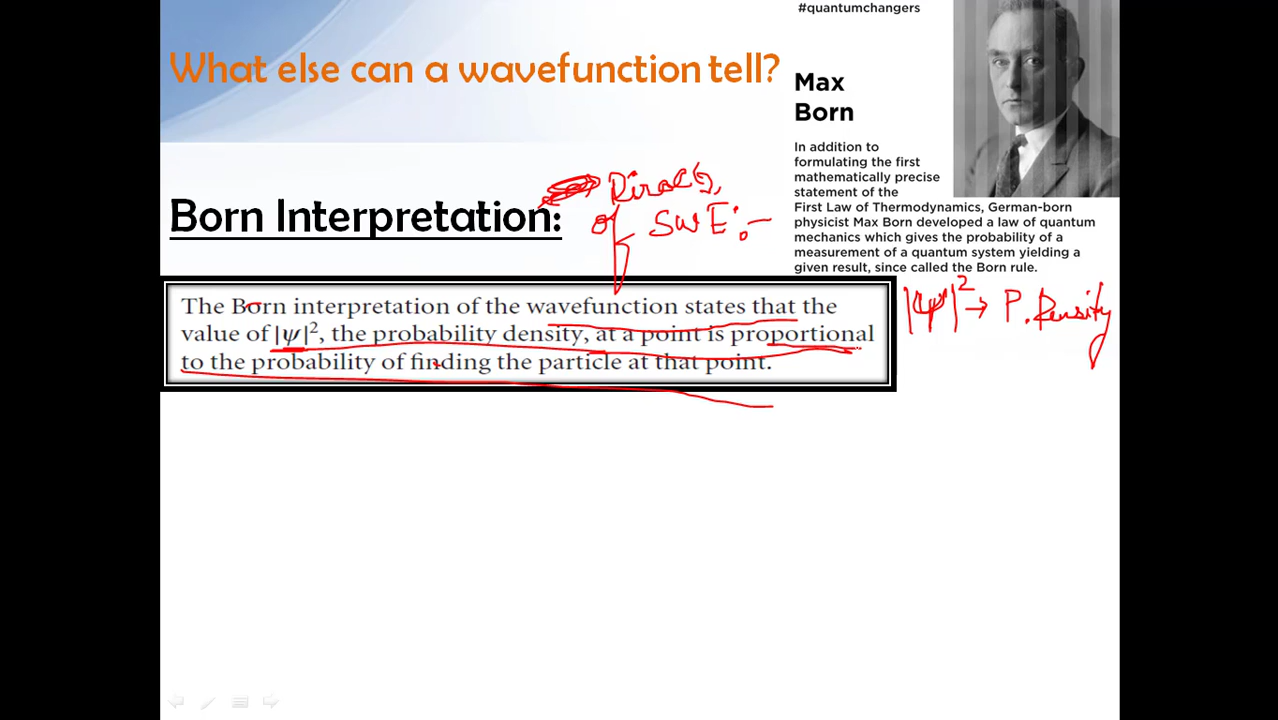 #quantumchangers
What else can a wavefunction tell?
Max
Born
In addition to
formulating the first
mathematically precise
statement of the
First Law of Thermodynamics, German-born
physicist Max Born developed a law of quantum
mechanics which gives the probability of a
measurement of a quantum system yielding a
given result, since called the Born rule.
Born Interpretation:
of SWE:-
The Born interpretation of the wavefunction states that the
value of |ψ|², the probability density, at a point is proportional
to the probability of finding the particle at that point.
|ψ|² → P. Density